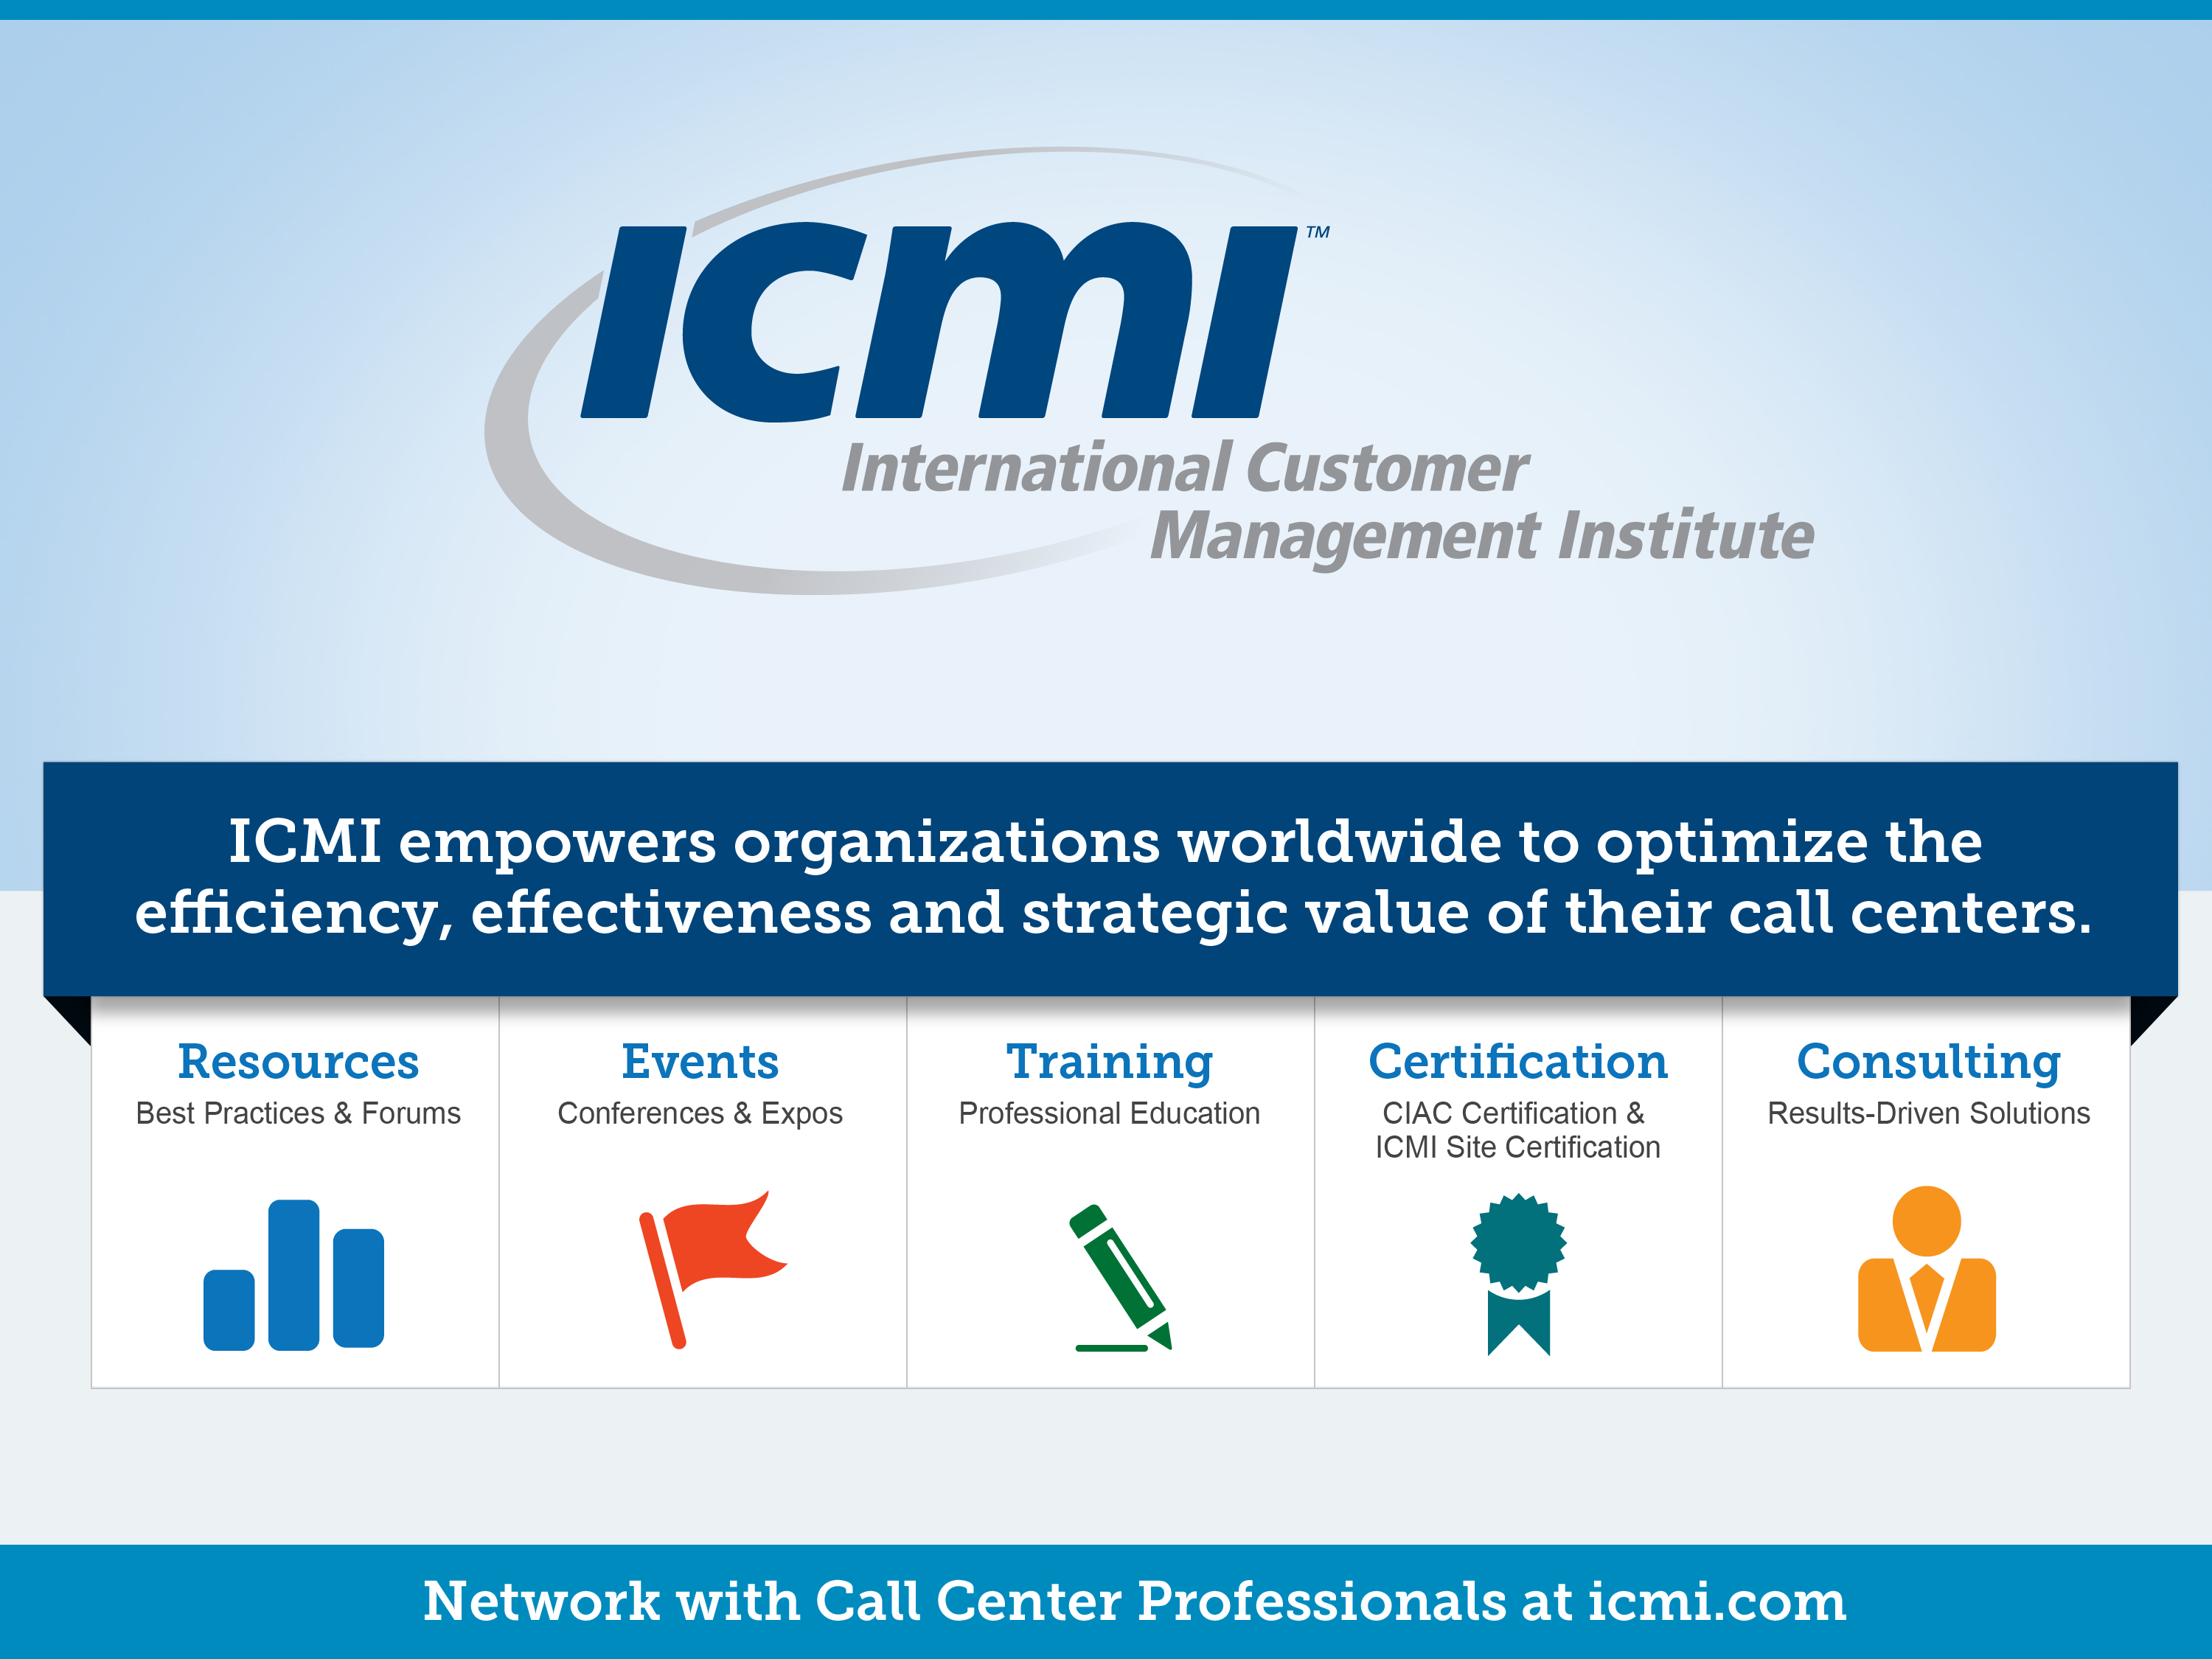 ICMI™
International Customer
Management Institute
ICMI empowers organizations worldwide to optimize the
efficiency, effectiveness and strategic value of their call centers.
Resources
Best Practices & Forums
Events
Conferences & Expos
Training
Professional Education
Certification
CIAC Certification &
ICMI Site Certification
Consulting
Results-Driven Solutions
Network with Call Center Professionals at icmi.com